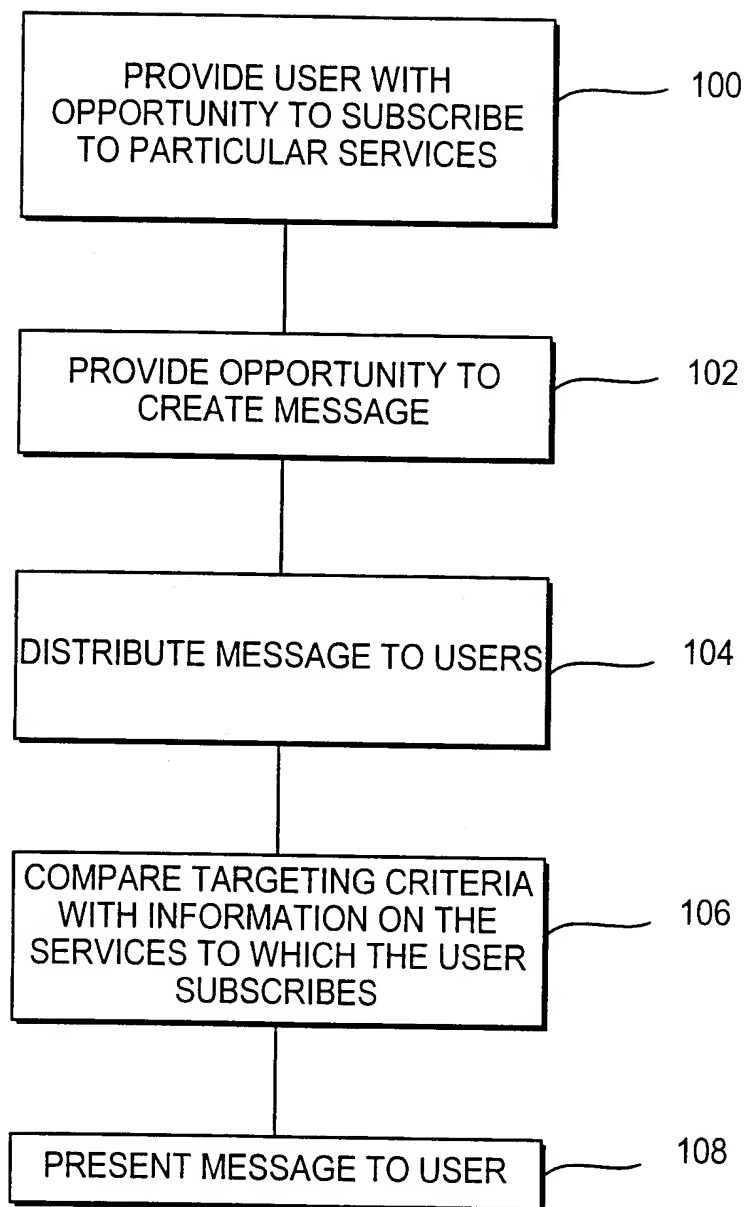 PROVIDE USER WITH
OPPORTUNITY TO SUBSCRIBE
TO PARTICULAR SERVICES
100
PROVIDE OPPORTUNITY TO
CREATE MESSAGE
102
DISTRIBUTE MESSAGE TO USERS
104
COMPARE TARGETING CRITERIA
WITH INFORMATION ON THE
SERVICES TO WHICH THE USER
SUBSCRIBES
106
PRESENT MESSAGE TO USER
108